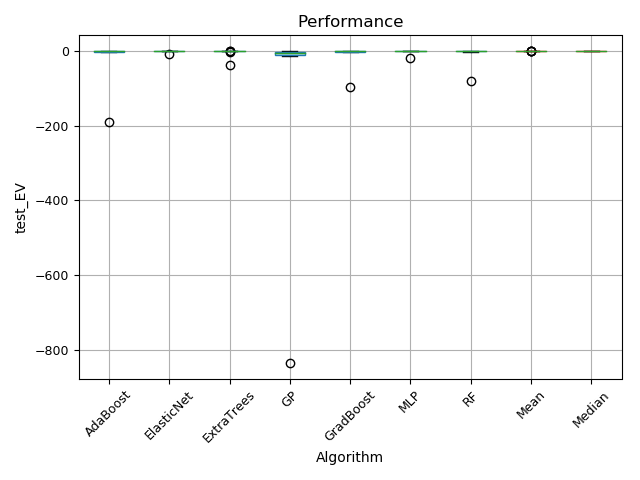 Performance
test_EV
0
−200
−400
−600
−800
AdaBoost
ElasticNet
ExtraTrees
GP
GradBoost
MLP
RF
Mean
Median
Algorithm